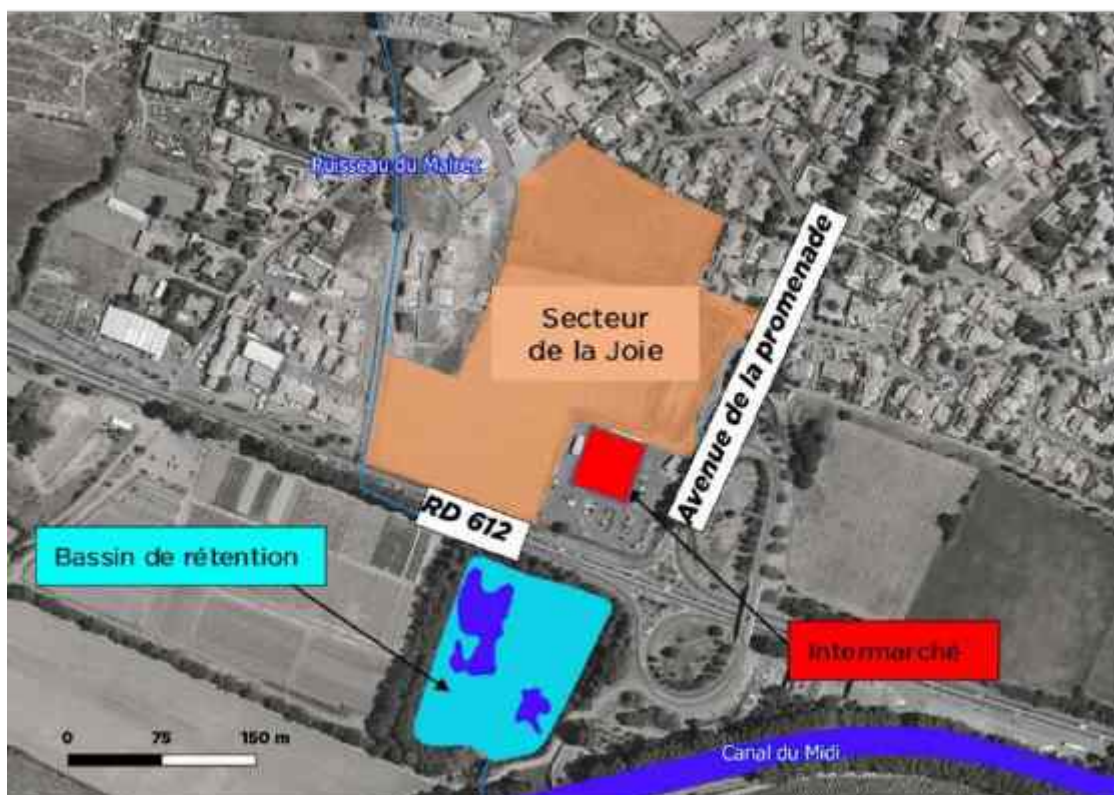 Ruisseau du Malrec
Secteur
de la Joie
Avenue de la promenade
RD 612
Bassin de rétention
Intermarché
0 75 150 m
Canal du Midi